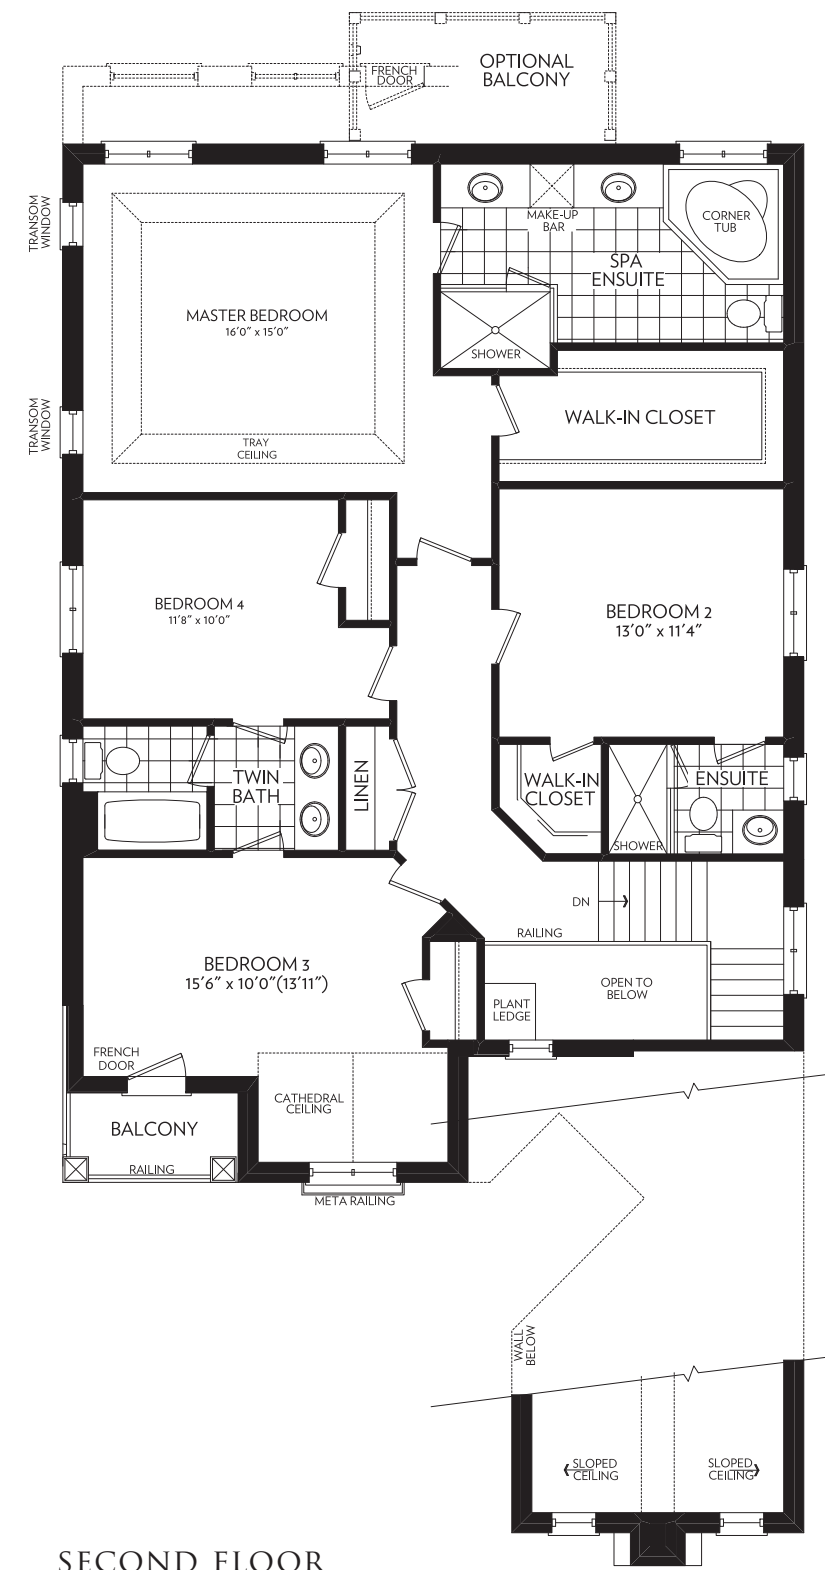 OPTIONAL
BALCONY
FRENCH
DOOR
TRANSOM
WINDOW
MAKE-UP
BAR
CORNER
TUB
SPA
ENSUITE
MASTER BEDROOM
16'0" x 15'0"
SHOWER
TRANSOM
WINDOW
TRAY
CEILING
WALK-IN CLOSET
BEDROOM 4
11'8" x 10'0"
BEDROOM 2
13'0" x 11'4"
TWIN
BATH
LINEN
WALK-IN
CLOSET
ENSUITE
SHOWER
DN
RAILING
BEDROOM 3
15'6" x 10'0"(13'11")
OPEN TO
BELOW
PLANT
LEDGE
FRENCH
DOOR
CATHEDRAL
CEILING
BALCONY
RAILING
META RAILING
WALL
BELOW
SLOPED
CEILING
SLOPED
CEILING
SECOND FLOOR